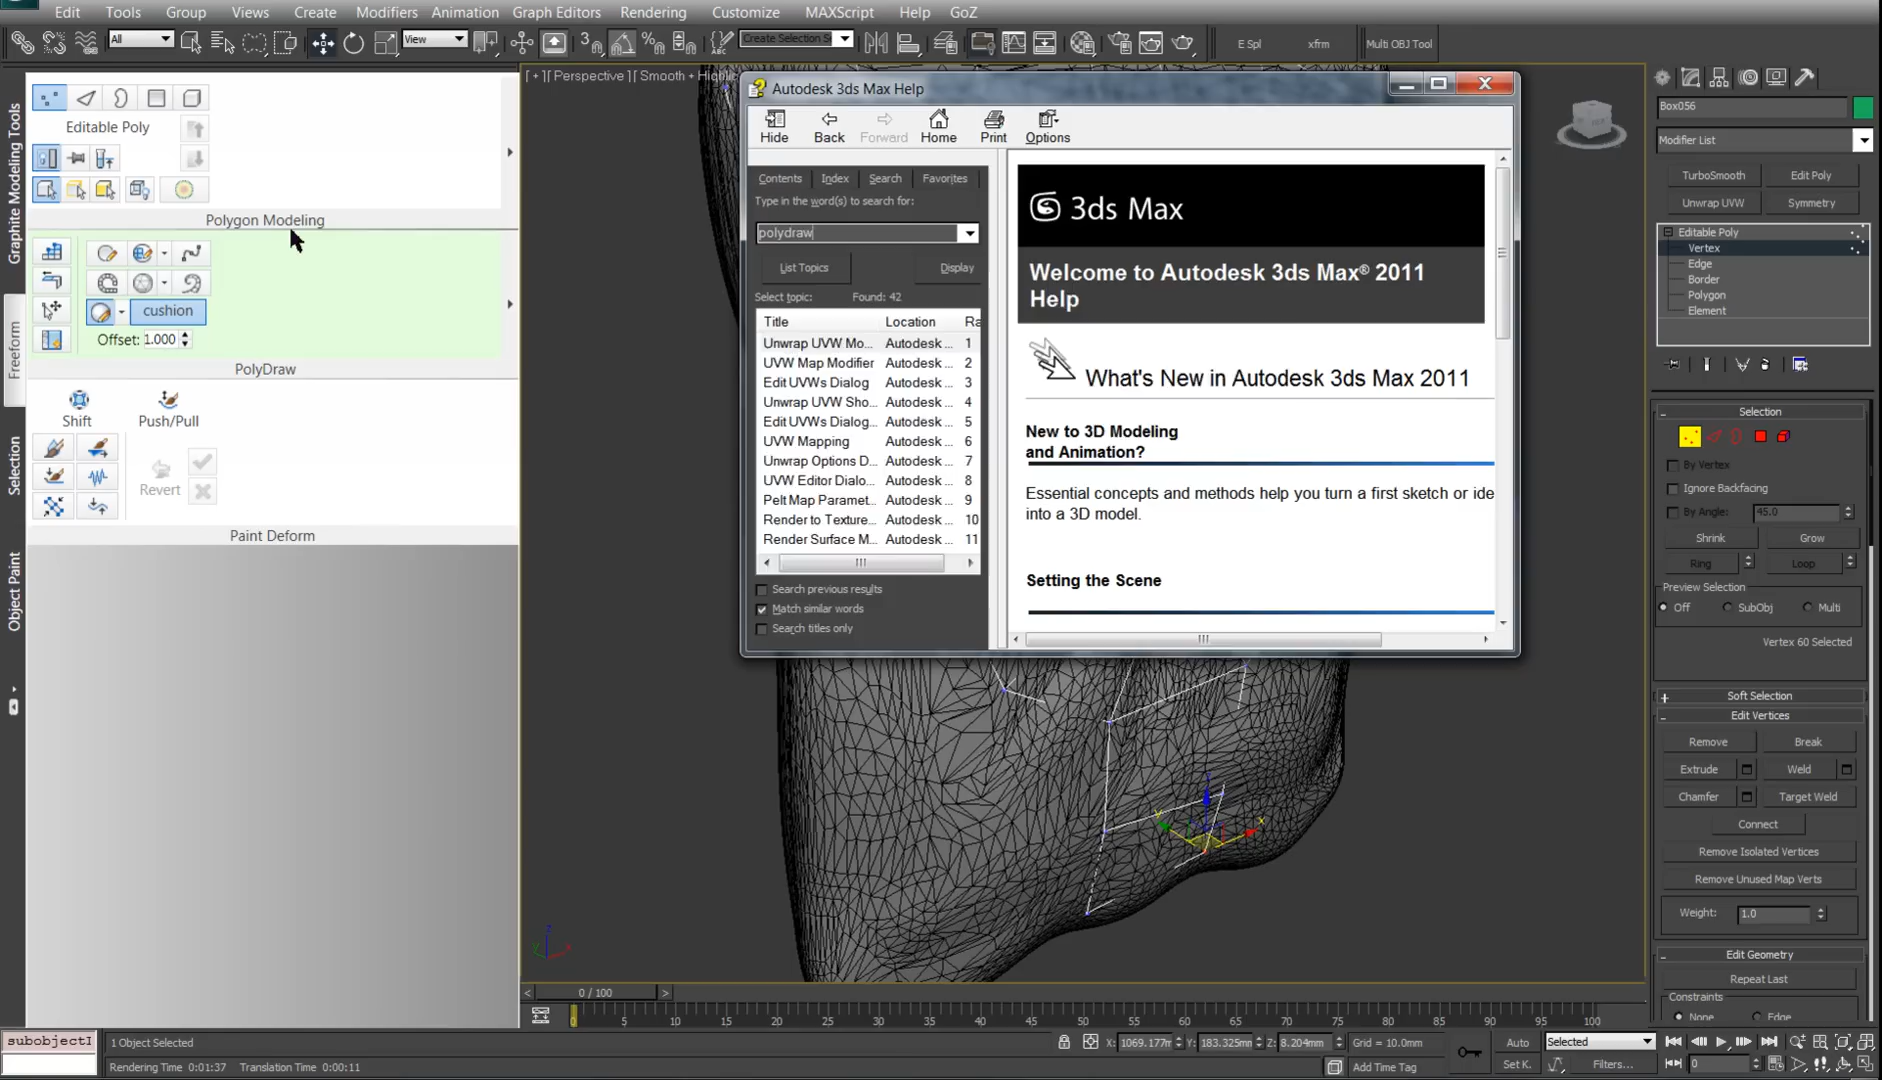 Edit Tools Group Views Create Modifiers Animation Graph Editors Rendering Customize MAXScript Help GoZ
All View Create Selection S E Spl xfrm Multi OBJ Tool
[ + ][ Perspective ][ Smooth +
Graphite Modeling Tools
Freeform
Selection
Object Paint
Editable Poly
Polygon Modeling
cushion
Offset: 1.000
PolyDraw
Shift Push/Pull
Revert
Paint Deform
Autodesk 3ds Max Help
Hide Back Forward Home Print Options
Contents Index Search Favorites
Type in the word(s) to search for:
polydraw
List Topics Display
Select topic: Found: 42
Title Location Ra
Unwrap UVW Mo... Autodesk ... 1
UVW Map Modifier Autodesk ... 2
Edit UVWs Dialog Autodesk ... 3
Unwrap UVW Sho... Autodesk ... 4
Edit UVWs Dialog... Autodesk ... 5
UVW Mapping Autodesk ... 6
Unwrap Options D... Autodesk ... 7
UVW Editor Dialo... Autodesk ... 8
Pelt Map Paramet... Autodesk ... 9
Render to Texture... Autodesk ... 10
Render Surface M... Autodesk ... 11
Search previous results
Match similar words
Search titles only
3ds Max
Welcome to Autodesk 3ds Max® 2011
Help
What's New in Autodesk 3ds Max 2011
New to 3D Modeling
and Animation?
Essential concepts and methods help you turn a first sketch or ide
into a 3D model.
Setting the Scene
Box056
Modifier List
TurboSmooth Edit Poly
Unwrap UVW Symmetry
Editable Poly
Vertex
Edge
Border
Polygon
Element
Selection
By Vertex
Ignore Backfacing
By Angle: 45.0
Shrink Grow
Ring Loop
Preview Selection
Off SubObj Multi
Vertex 60 Selected
Soft Selection
Edit Vertices
Remove Break
Extrude Weld
Chamfer Target Weld
Connect
Remove Isolated Vertices
Remove Unused Map Verts
Weight: 1.0
Edit Geometry
Repeat Last
Constraints
None Edge
< 0 / 100 >
0 5 10 15 20 25 30 35 40 45 50 55 60 65 70 75 80 85 90 95 100
subobjectI 1 Object Selected X: 1069.177m Y: 183.325mm Z: 8.204mm Grid = 10.0mm Auto Selected
Rendering Time 0:01:37 Translation Time 0:00:11 Add Time Tag Set K. Filters... 0